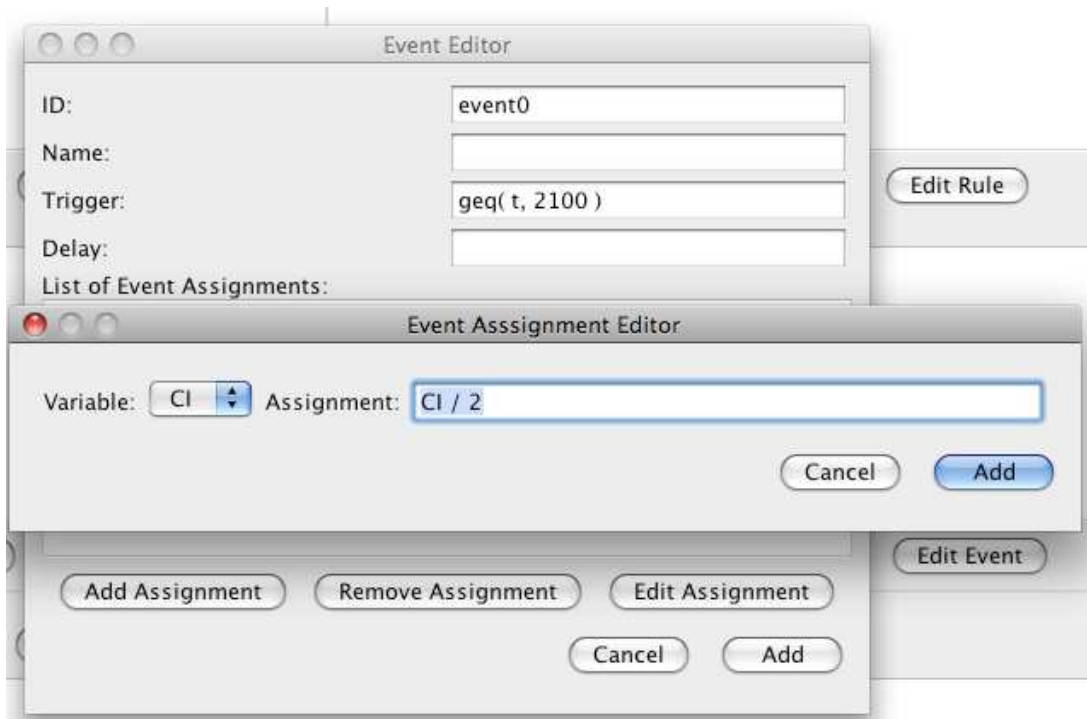 Event Editor
ID: event0
Name:
Trigger: geq( t, 2100 )
Edit Rule
Delay:
List of Event Assignments:
Event Asssignment Editor
Variable: CI Assignment: CI / 2
Cancel Add
Edit Event
Add Assignment Remove Assignment Edit Assignment
Cancel Add